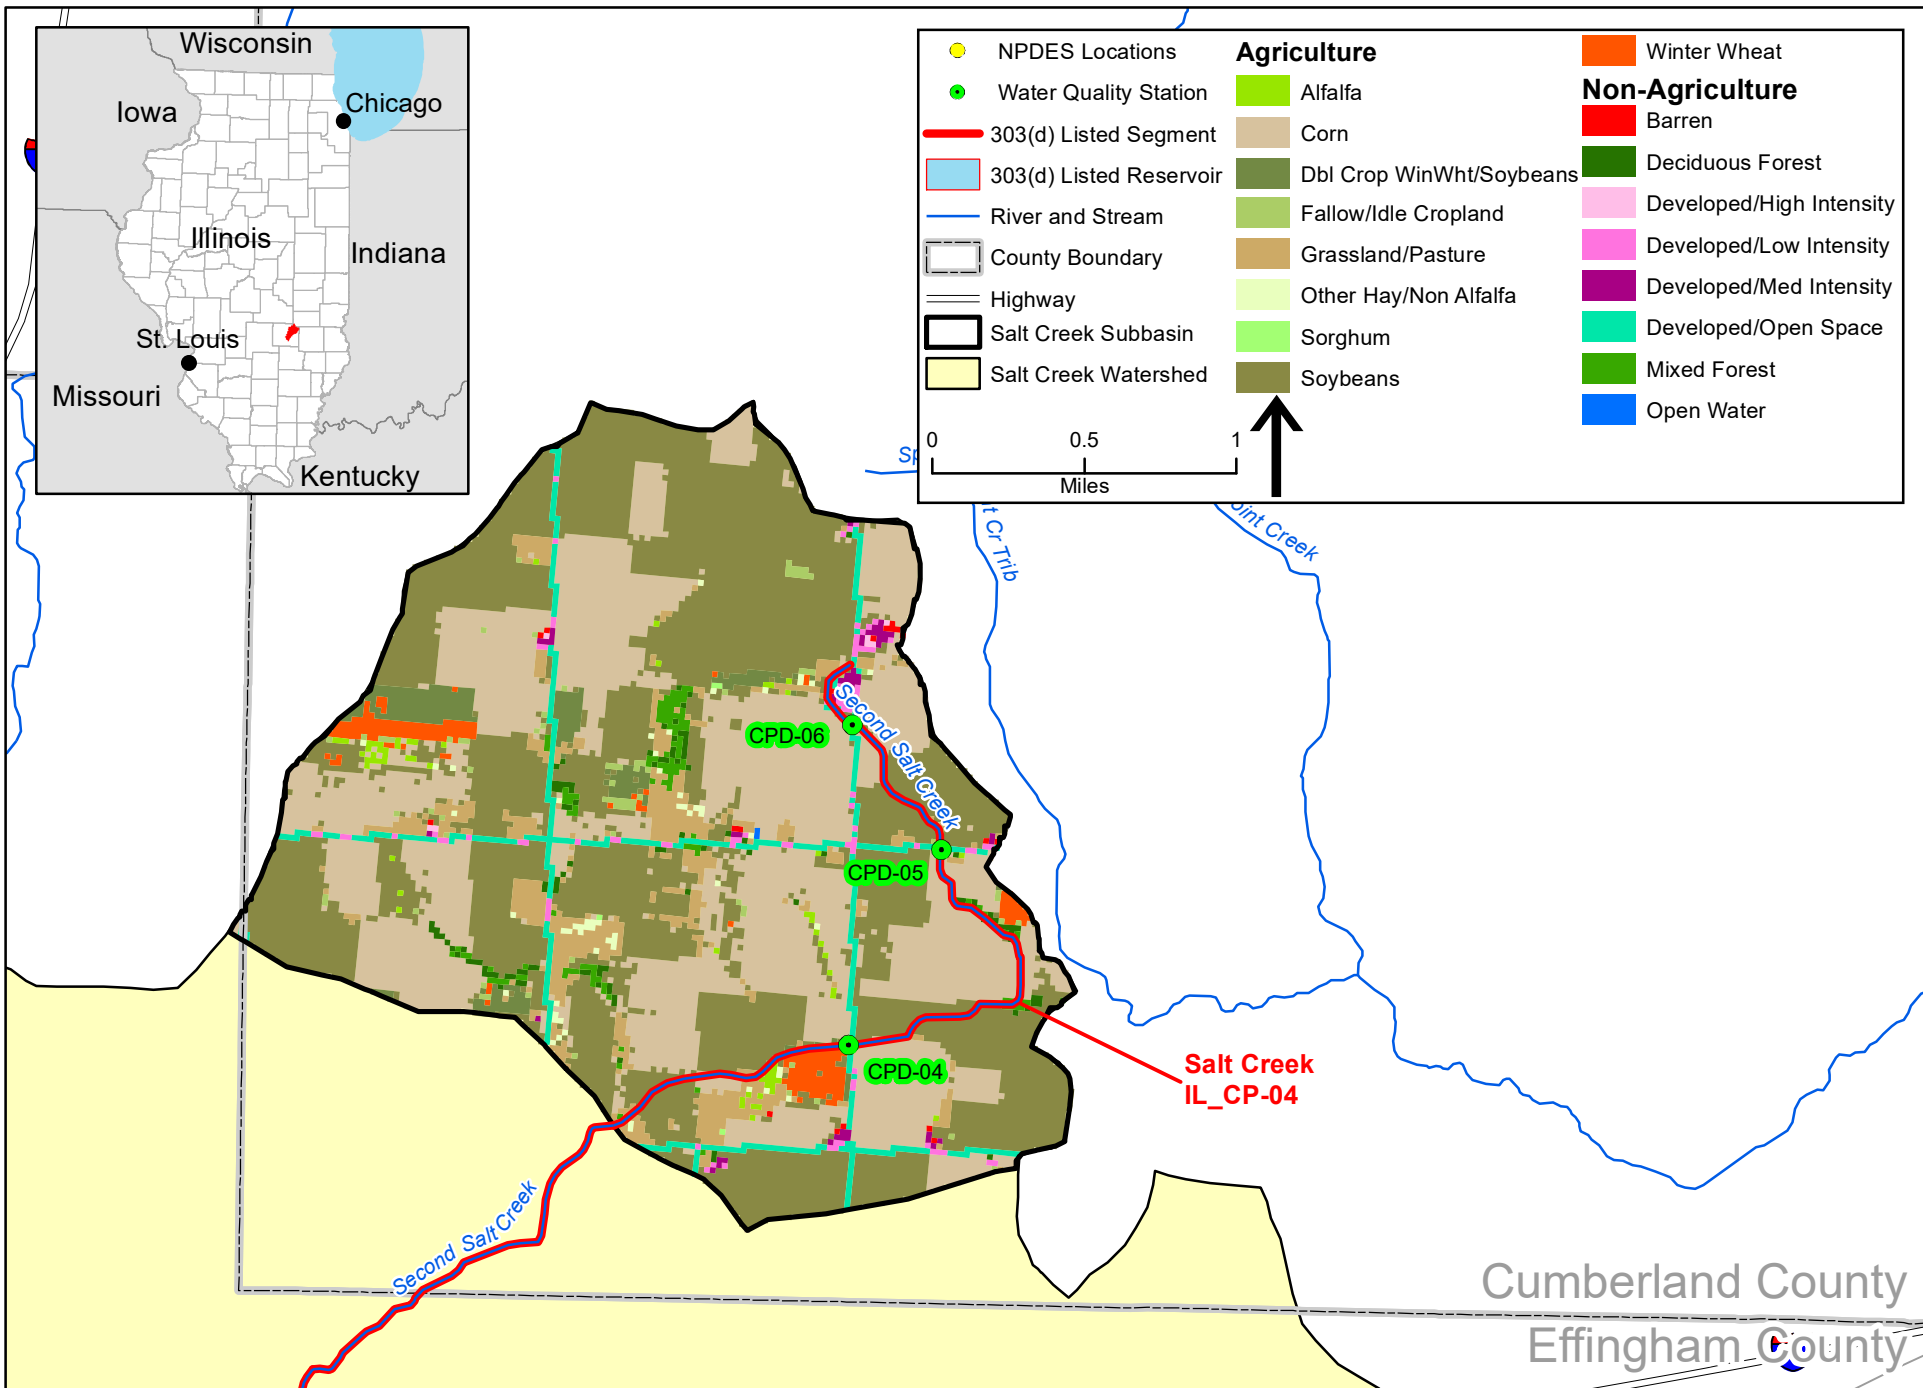 Wisconsin
Iowa
Chicago
Illinois
Indiana
St. Louis
Missouri
Kentucky
NPDES Locations
Water Quality Station
303(d) Listed Segment
303(d) Listed Reservoir
River and Stream
County Boundary
Highway
Salt Creek Subbasin
Salt Creek Watershed
Agriculture
Alfalfa
Corn
Dbl Crop WinWht/Soybeans
Fallow/Idle Cropland
Grassland/Pasture
Other Hay/Non Alfalfa
Sorghum
Soybeans
Winter Wheat
Non-Agriculture
Barren
Deciduous Forest
Developed/High Intensity
Developed/Low Intensity
Developed/Med Intensity
Developed/Open Space
Mixed Forest
Open Water
0 0.5 1
Miles
Cr Trib
Creek
Second Salt Creek
CPD-06
CPD-05
CPD-04
Salt Creek
IL_CP-04
Second Salt Creek
Cumberland County
Effingham County